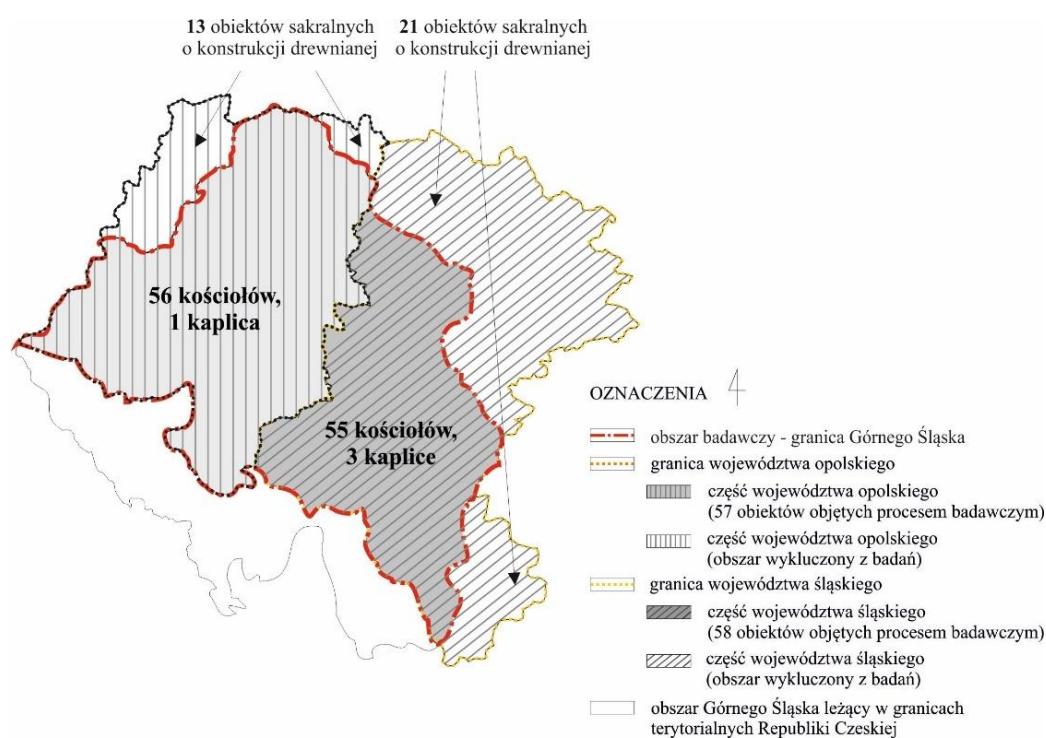 13 obiektów sakralnych
o konstrukcji drewnianej
21 obiektów sakralnych
o konstrukcji drewnianej
56 kościołów,
1 kaplica
55 kościołów,
3 kaplice
OZNACZENIA
obszar badawczy - granica Górnego Śląska
granica województwa opolskiego
część województwa opolskiego
(57 obiektów objętych procesem badawczym)
część województwa opolskiego
(obszar wykluczony z badań)
granica województwa śląskiego
część województwa śląskiego
(58 obiektów objętych procesem badawczym)
część województwa śląskiego
(obszar wykluczony z badań)
obszar Górnego Śląska leżący w granicach
terytorialnych Republiki Czeskiej